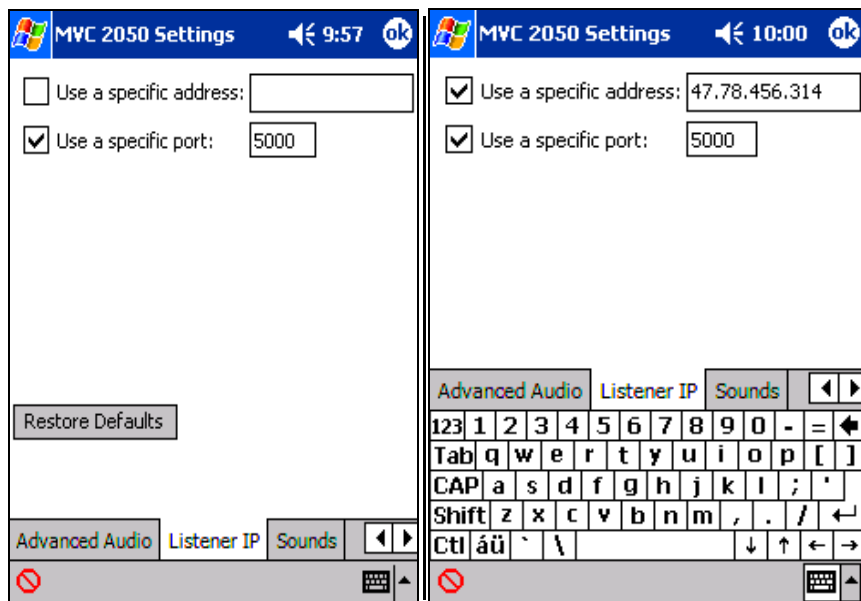 MVC 2050 Settings 9:57 ok
Use a specific address:
Use a specific port: 5000
Restore Defaults
Advanced Audio Listener IP Sounds
MVC 2050 Settings 10:00 ok
Use a specific address: 47.78.456.314
Use a specific port: 5000
Advanced Audio Listener IP Sounds
123 1 2 3 4 5 6 7 8 9 0 - =
Tab q w e r t y u i o p [ ]
CAP a s d f g h j k l ; '
Shift z x c v b n m , . /
Ctl áü ` \